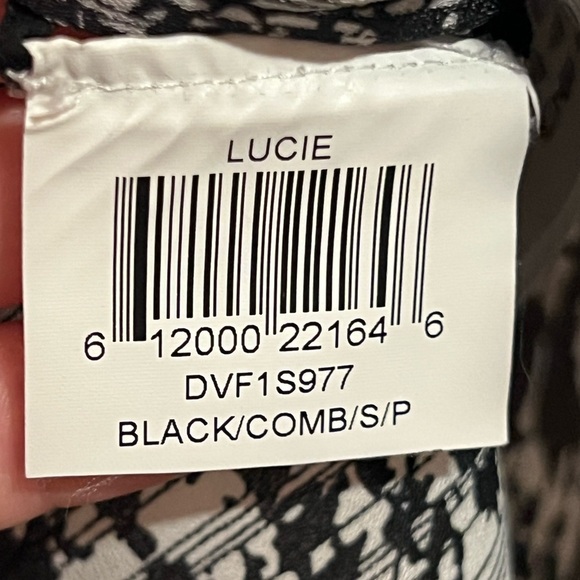 LUCIE
6 12000 22164 6
DVF1S977
BLACK/COMB/S/P